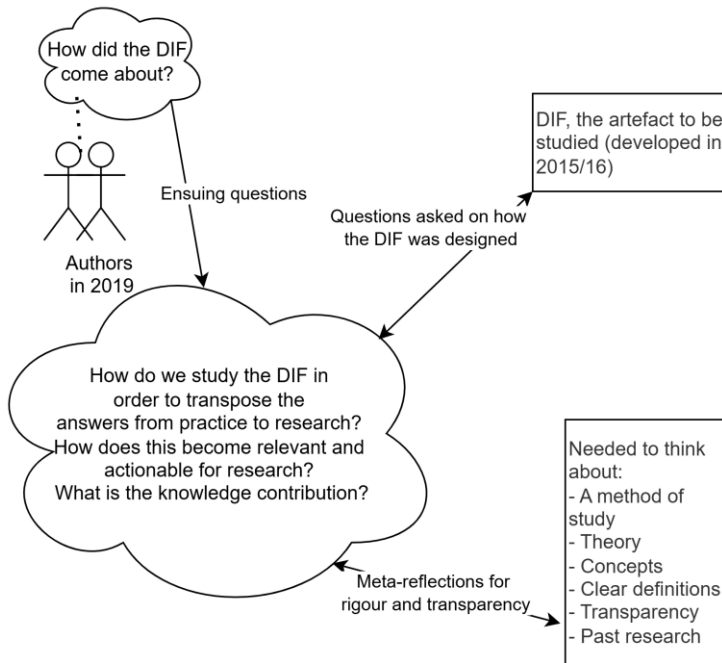 How did the DIF
come about?
Authors
in 2019
Ensuing questions
DIF, the artefact to be
studied (developed in
2015/16)
Questions asked on how
the DIF was designed
How do we study the DIF in
order to transpose the
answers from practice to research?
How does this become relevant and
actionable for research?
What is the knowledge contribution?
Meta-reflections for
rigour and transparency
Needed to think
about:
- A method of
study
- Theory
- Concepts
- Clear definitions
- Transparency
- Past research